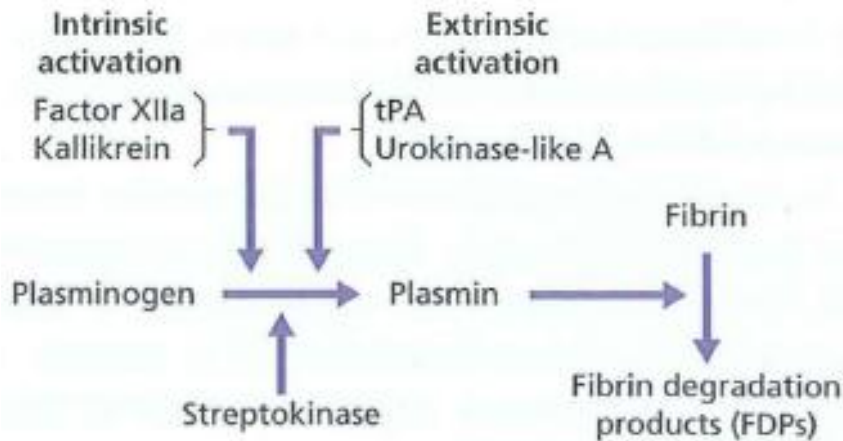 Intrinsic
activation
Extrinsic
activation
Factor XIIa
Kallikrein
tPA
Urokinase-like A
Fibrin
Plasminogen
Plasmin
Streptokinase
Fibrin degradation
products (FDPs)